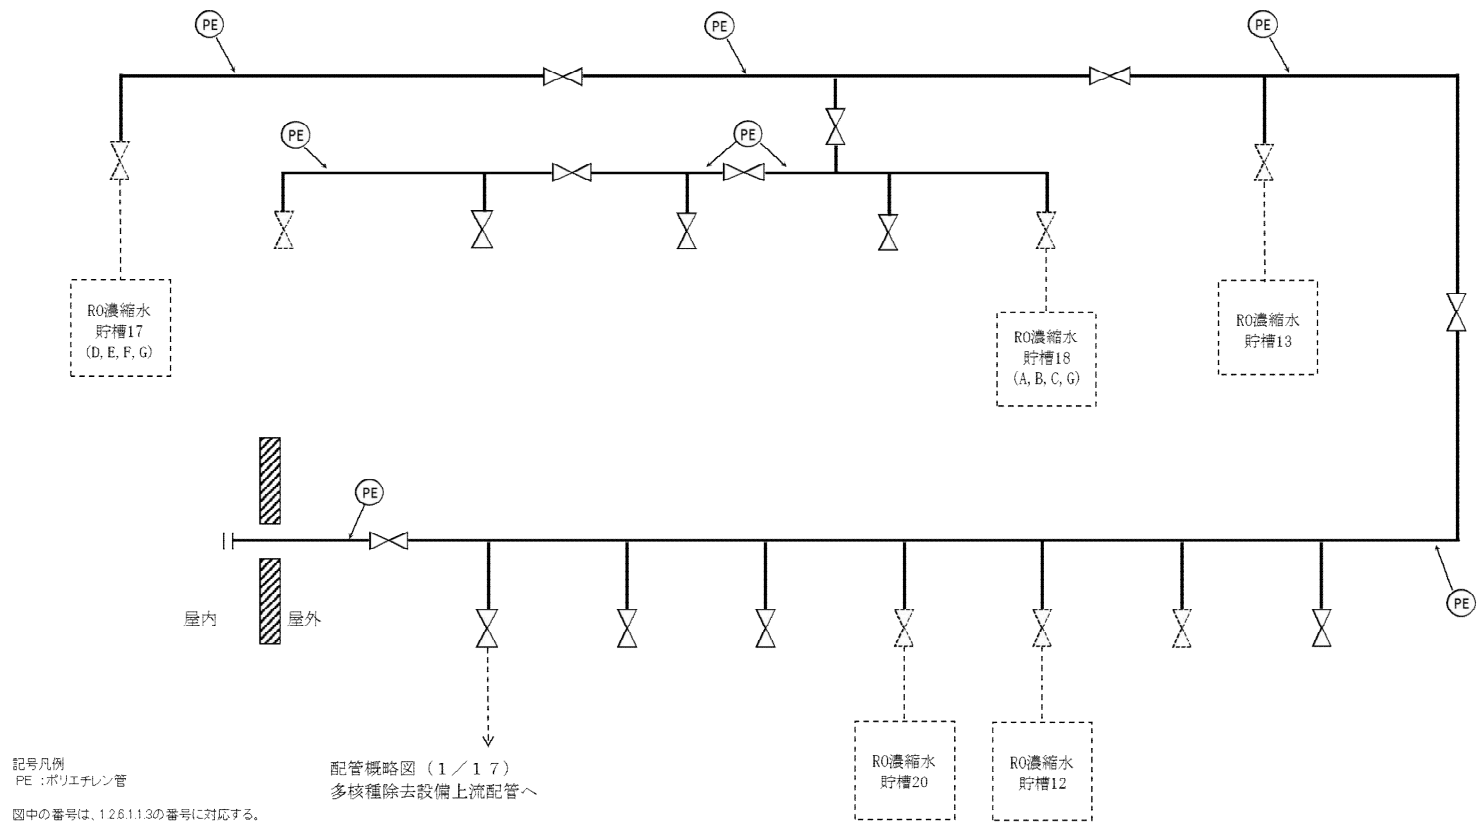 PE
PE
PE
PE
PE
RO濃縮水
貯槽17
(D,E,F,G)
RO濃縮水
貯槽18
(A,B,C,G)
RO濃縮水
貯槽13
PE
屋内
屋外
PE
RO濃縮水
貯槽20
RO濃縮水
貯槽12
配管概略図（1／17）
多核種除去設備上流配管へ
記号凡例
PE ：ポリエチレン管
図中の番号は、1.2.6.1.1.3の番号に対応する。